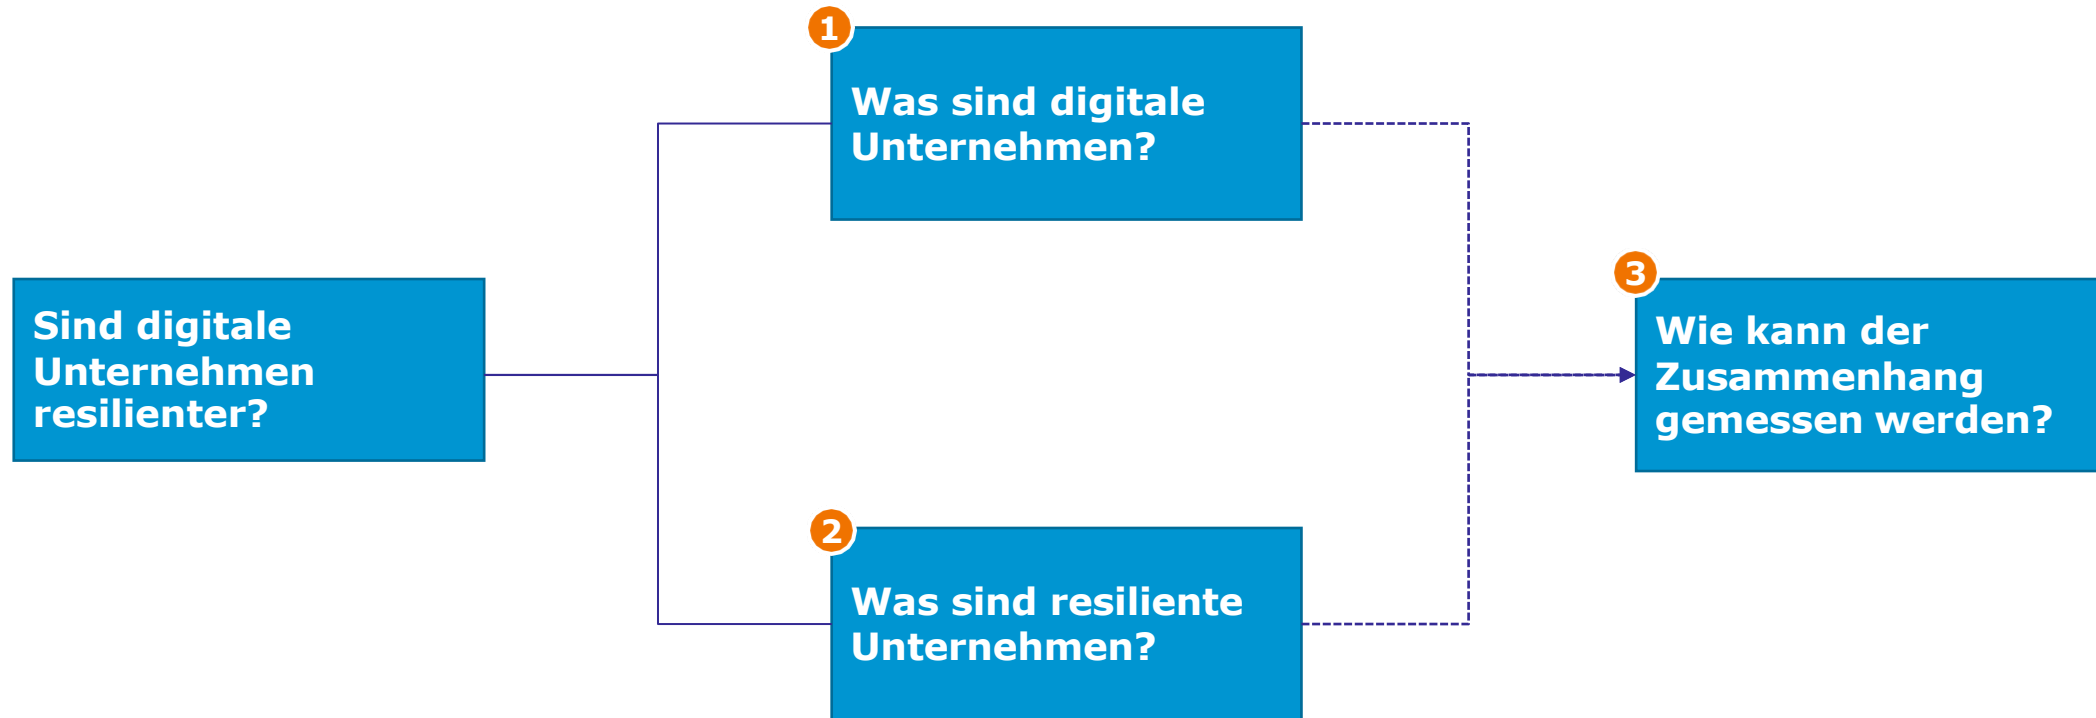 Sind digitale
Unternehmen
resilienter?
1
Was sind digitale
Unternehmen?
2
Was sind resiliente
Unternehmen?
3
Wie kann der
Zusammenhang
gemessen werden?